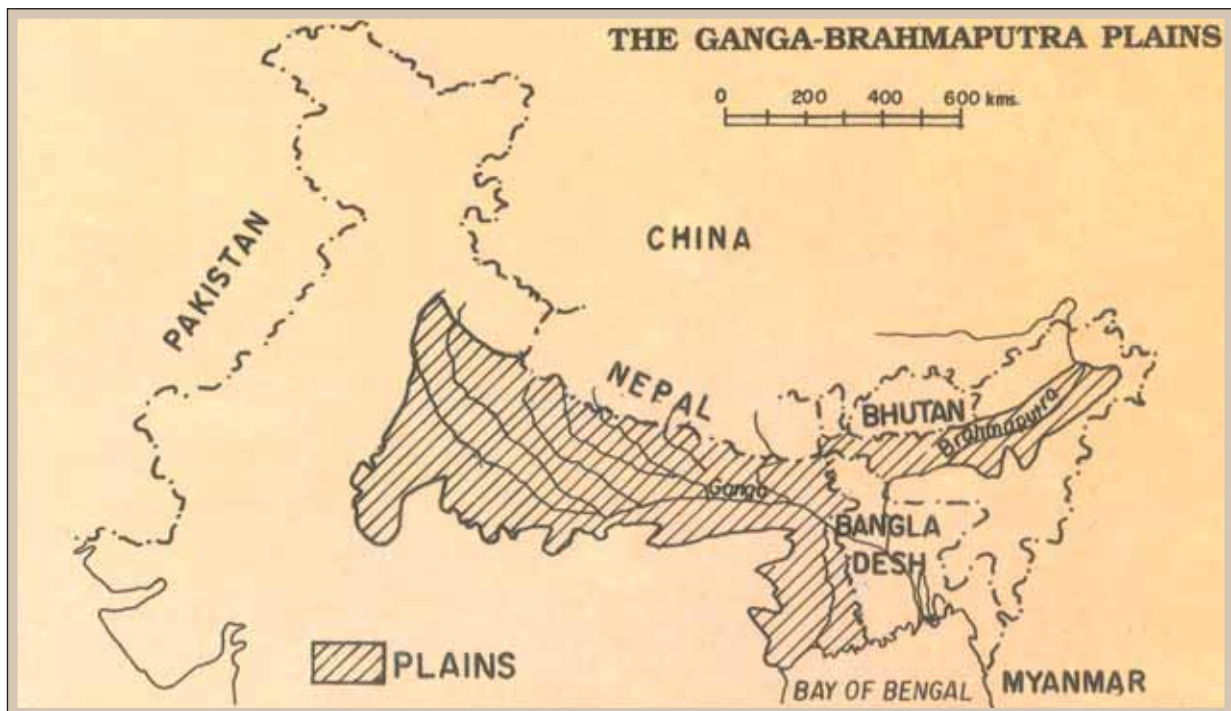 THE GANGA-BRAHMAPUTRA PLAINS
0 200 400 600 kms.
PAKISTAN
CHINA
NEPAL
BHUTAN
Brahmaputra
Ganga
BANGLA
DESH
PLAINS
BAY OF BENGAL
MYANMAR